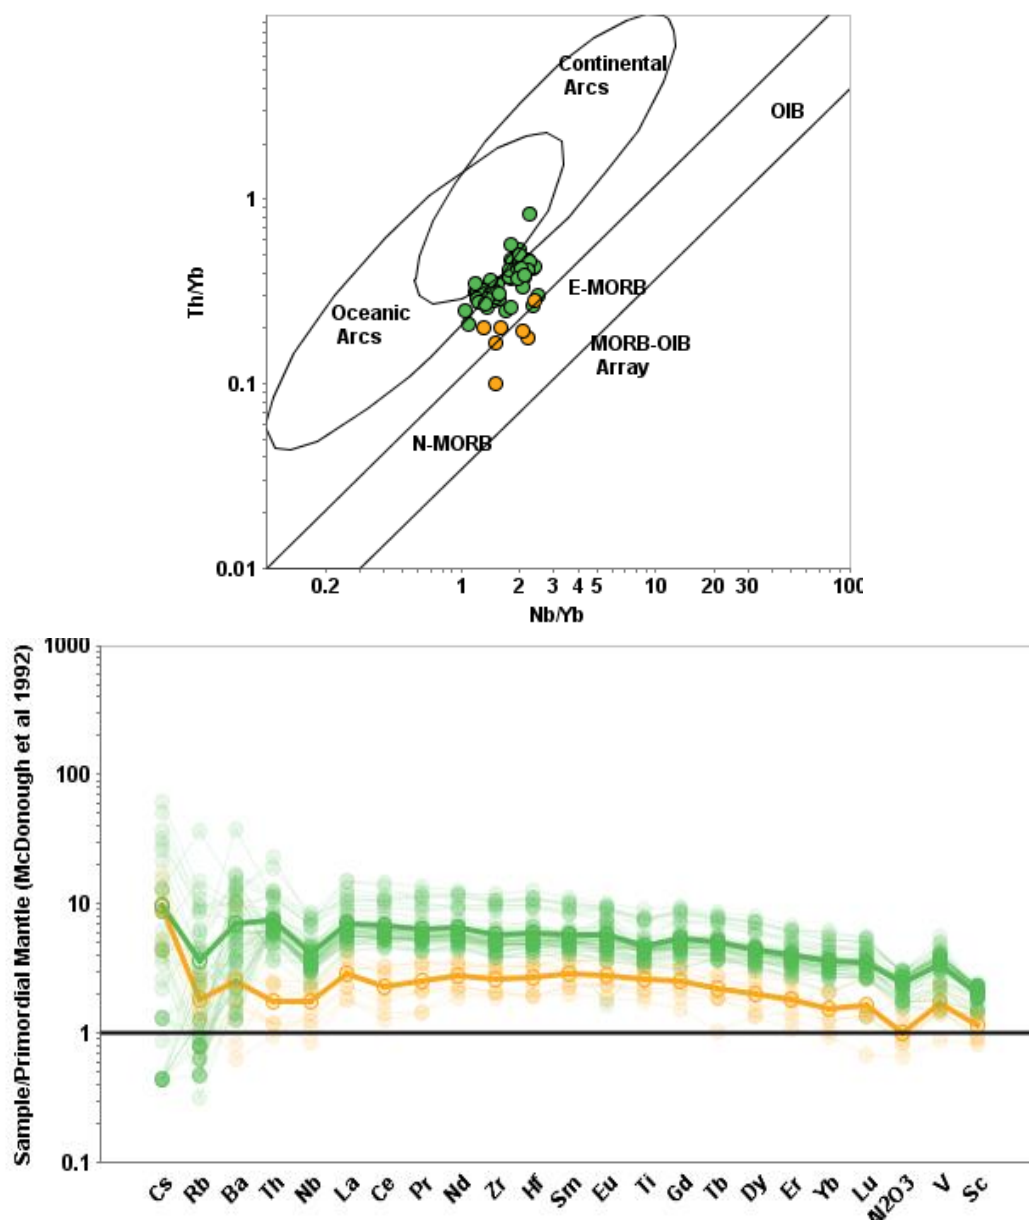 Continental
Arcs
OIB
1
Th/Yb
E-MORB
Oceanic
Arcs
MORB-OIB
Array
0.1
N-MORB
0.01
0.2 1 2 3 4 5 10 20 30 100
Nb/Yb
Sample/Primordial Mantle (McDonough et al 1992)
1000
100
10
1
0.1
Cs Rb Ba Th Nb La Ce Pr Nd Zr Hf Sm Eu Ti Gd Tb Dy Er Yb Lu Al2O3 V Sc